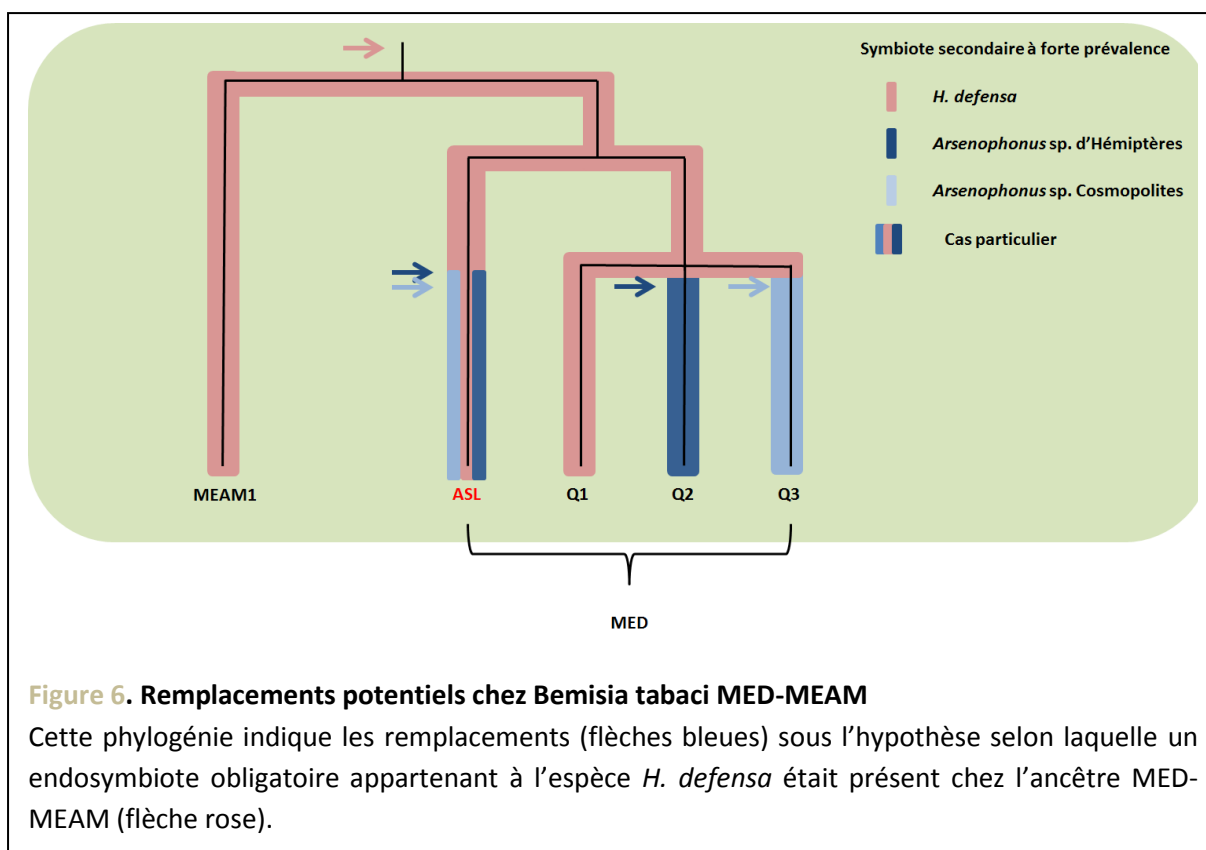 Symbiote secondaire à forte prévalence
H. defensa
Arsenophonus sp. d’Hémiptères
Arsenophonus sp. Cosmopolites
Cas particulier
MEAM1
ASL
Q1
Q2
Q3
MED
Figure 6. Remplacements potentiels chez Bemisia tabaci MED-MEAM
Cette phylogénie indique les remplacements (flèches bleues) sous l’hypothèse selon laquelle un
endosymbiote obligatoire appartenant à l’espèce H. defensa était présent chez l’ancêtre MED-
MEAM (flèche rose).